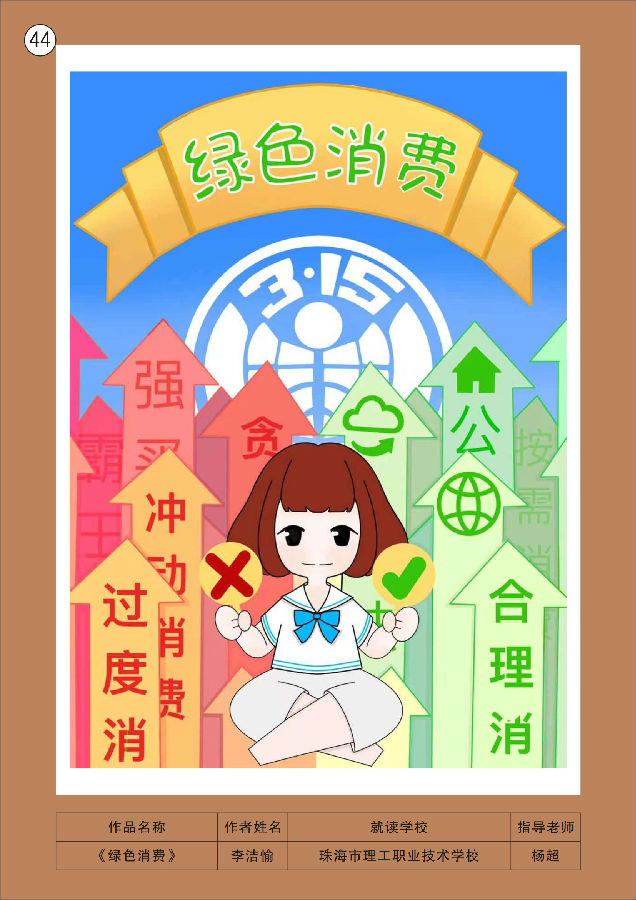 44
绿色消费
3·15
强
买
霸
王
贪
冲动消费
过度消
公
按需消费
合理消
作品名称 作者姓名 就读学校 指导老师
《绿色消费》 李洁愉 珠海市理工职业技术学校 杨超